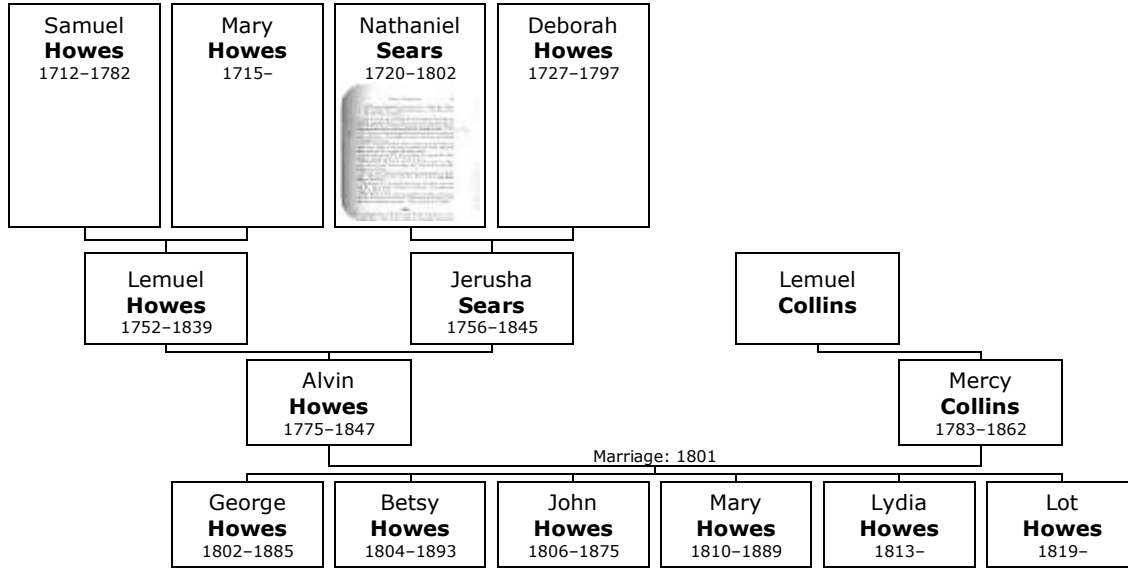 Samuel
Howes
1712–1782
Mary
Howes
1715–
Nathaniel
Sears
1720–1802
Deborah
Howes
1727–1797
Lemuel
Howes
1752–1839
Jerusha
Sears
1756–1845
Lemuel
Collins
Alvin
Howes
1775–1847
Mercy
Collins
1783–1862
Marriage: 1801
George
Howes
1802–1885
Betsy
Howes
1804–1893
John
Howes
1806–1875
Mary
Howes
1810–1889
Lydia
Howes
1813–
Lot
Howes
1819–